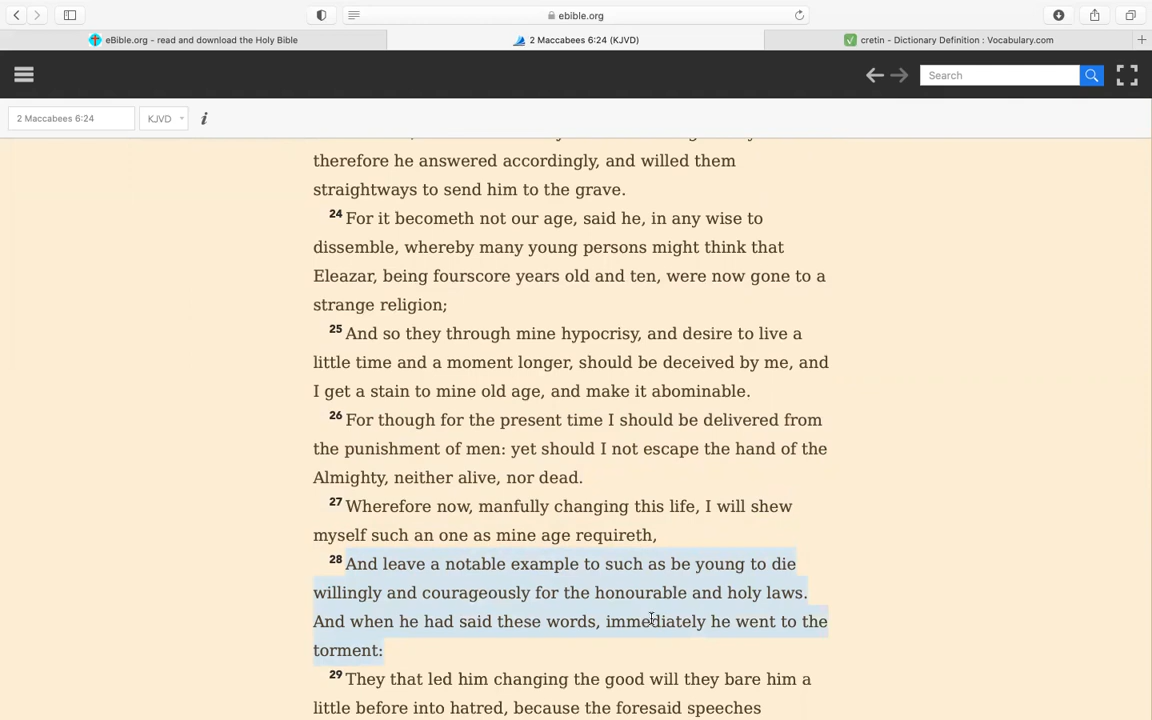 ebible.org
eBible.org - read and download the Holy Bible
2 Maccabees 6:24 (KJVD)
cretin - Dictionary Definition : Vocabulary.com
Search
2 Maccabees 6:24
KJVD
i
therefore he answered accordingly, and willed them
straightways to send him to the grave.
24 For it becometh not our age, said he, in any wise to
dissemble, whereby many young persons might think that
Eleazar, being fourscore years old and ten, were now gone to a
strange religion;
25 And so they through mine hypocrisy, and desire to live a
little time and a moment longer, should be deceived by me, and
I get a stain to mine old age, and make it abominable.
26 For though for the present time I should be delivered from
the punishment of men: yet should I not escape the hand of the
Almighty, neither alive, nor dead.
27 Wherefore now, manfully changing this life, I will shew
myself such an one as mine age requireth,
28 And leave a notable example to such as be young to die
willingly and courageously for the honourable and holy laws.
And when he had said these words, immediately he went to the
torment:
29 They that led him changing the good will they bare him a
little before into hatred, because the foresaid speeches